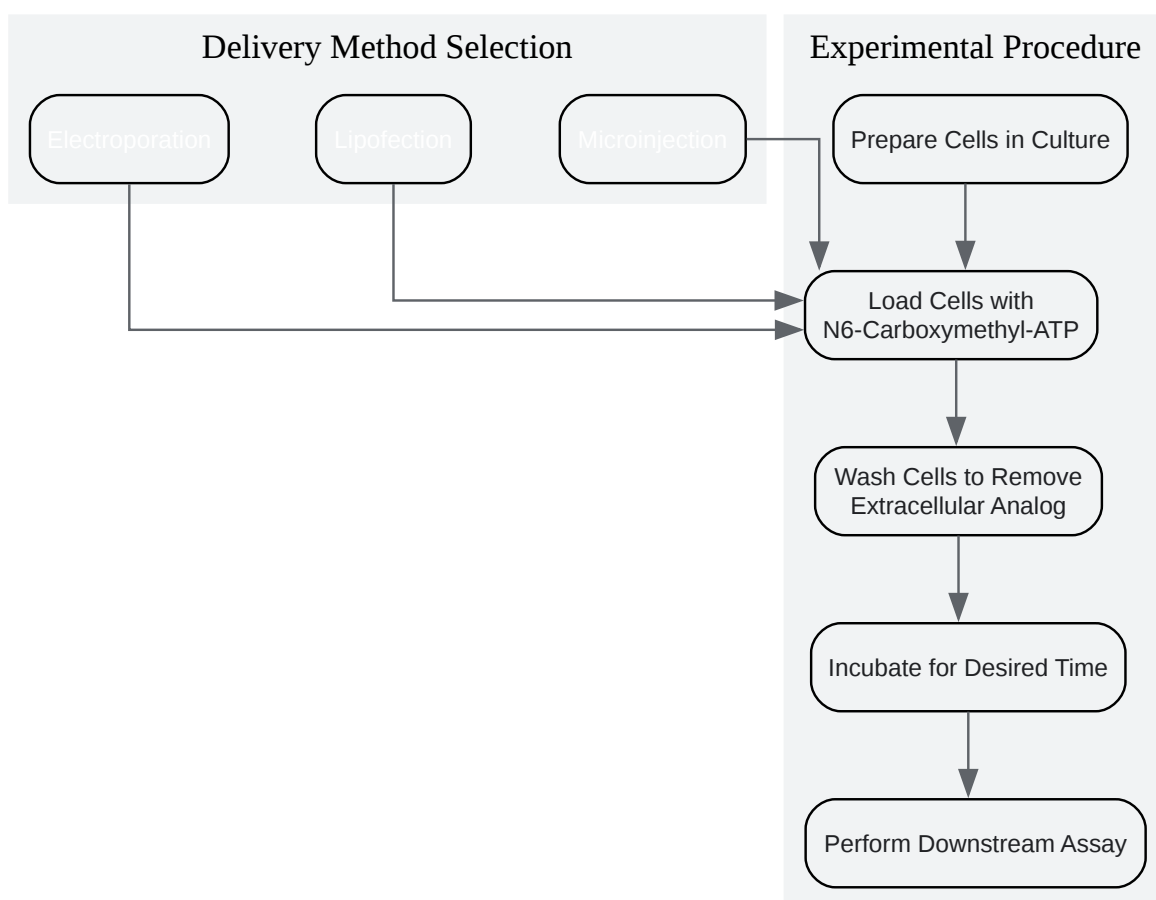 Delivery Method Selection
Electroporation
Lipofection
Microinjection
Experimental Procedure
Prepare Cells in Culture
Load Cells with
N6-Carboxymethyl-ATP
Wash Cells to Remove
Extracellular Analog
Incubate for Desired Time
Perform Downstream Assay